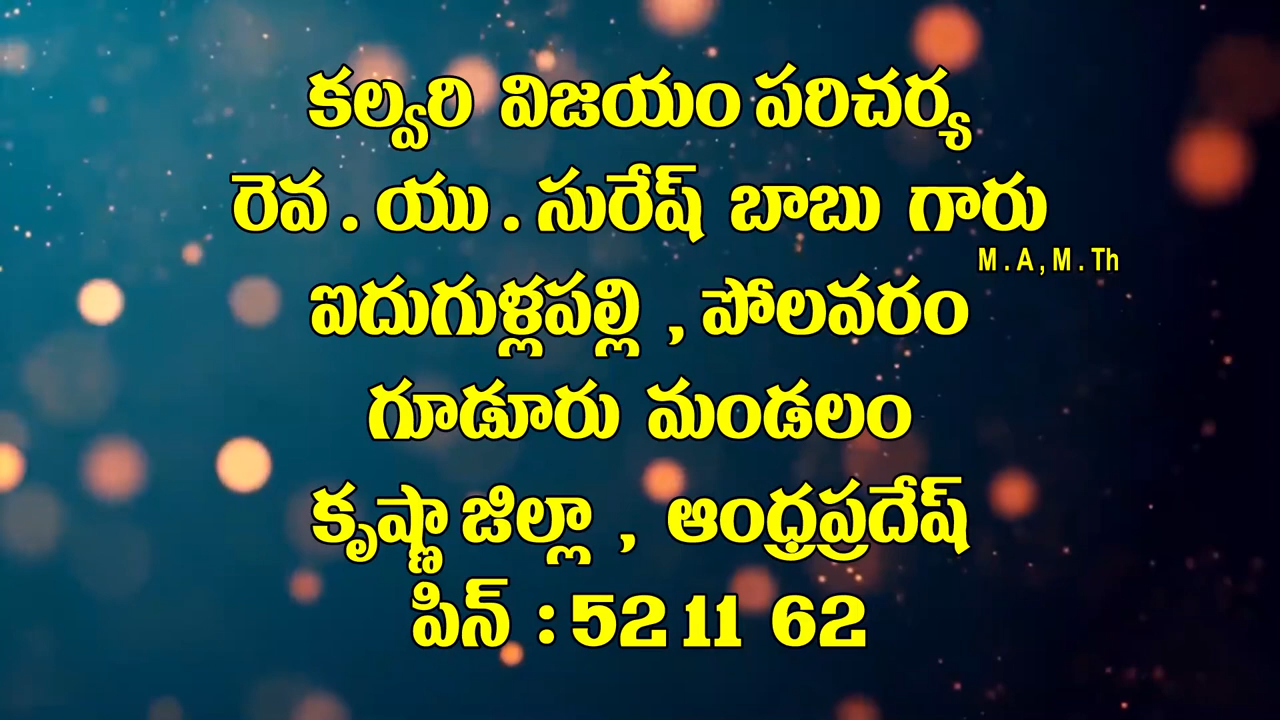 కల్వరి విజయం పరిచర్య
రెవ . యు . సురేష్ బాబు గారు
M . A , M . Th
ఐదుగుళ్లపల్లి , పోలవరం
గూడూరు మండలం
కృష్ణా జిల్లా , ఆంధ్రప్రదేష్
పిన్ : 52 11 62